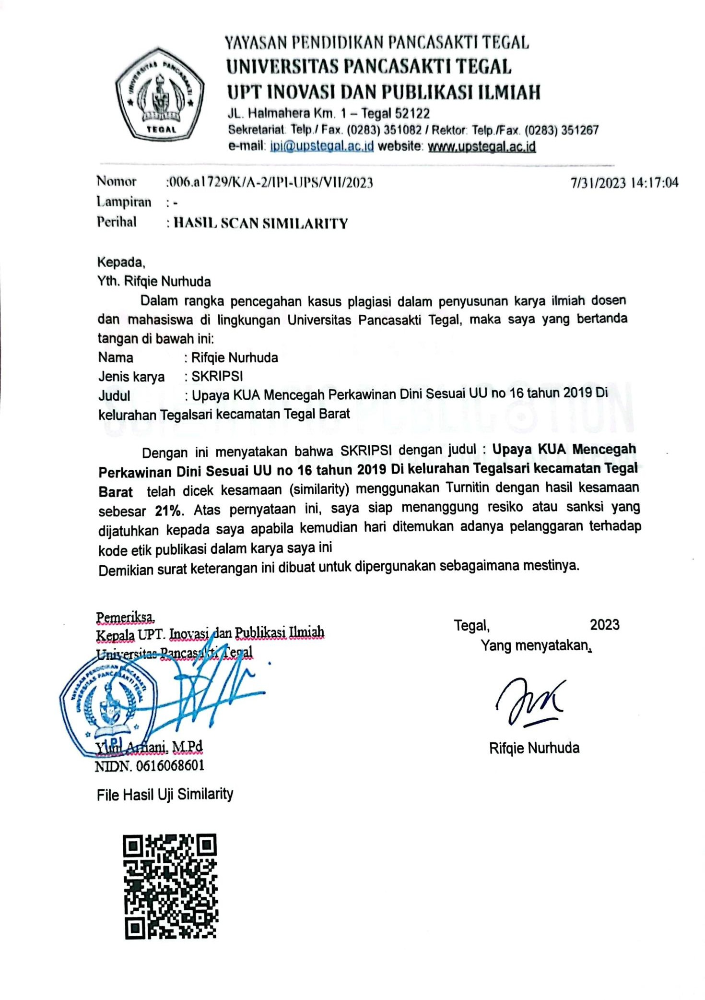 YAYASAN PENDIDIKAN PANCASAKTI TEGAL
UNIVERSITAS PANCASAKTI TEGAL
UPT INOVASI DAN PUBLIKASI ILMIAH
JL. Halmahera Km. 1 – Tegal 52122
Sekretariat: Telp./ Fax. (0283) 351082 / Rektor: Telp./Fax. (0283) 351267
e-mail: ipi@upstegal.ac.id website: www.upstegal.ac.id
UNIVERSITAS PANCASAKTI
TEGAL
Nomor :006.a1729/K/A-2/IPI-UPS/VII/2023 7/31/2023 14:17:04
Lampiran : -
Perihal : HASIL SCAN SIMILARITY
Kepada,
Yth. Rifqie Nurhuda
Dalam rangka pencegahan kasus plagiasi dalam penyusunan karya ilmiah dosen
dan mahasiswa di lingkungan Universitas Pancasakti Tegal, maka saya yang bertanda
tangan di bawah ini:
Nama : Rifqie Nurhuda
Jenis karya : SKRIPSI
Judul : Upaya KUA Mencegah Perkawinan Dini Sesuai UU no 16 tahun 2019 Di
kelurahan Tegalsari kecamatan Tegal Barat
Dengan ini menyatakan bahwa SKRIPSI dengan judul : Upaya KUA Mencegah
Perkawinan Dini Sesuai UU no 16 tahun 2019 Di kelurahan Tegalsari kecamatan Tegal
Barat telah dicek kesamaan (similarity) menggunakan Turnitin dengan hasil kesamaan
sebesar 21%. Atas pernyataan ini, saya siap menanggung resiko atau sanksi yang
dijatuhkan kepada saya apabila kemudian hari ditemukan adanya pelanggaran terhadap
kode etik publikasi dalam karya saya ini
Demikian surat keterangan ini dibuat untuk dipergunakan sebagaimana mestinya.
Pemeriksa,
Kepala UPT. Inovasi dan Publikasi Ilmiah
Universitas Pancasakti Tegal
YAYASAN PENDIDIKAN PANCASAKTI
UNIVERSITAS PANCASAKTI TEGAL
IPI
Yuni Arfiani, M.Pd
NIDN. 0616068601
Tegal, 2023
Yang menyatakan,
Rifqie Nurhuda
File Hasil Uji Similarity